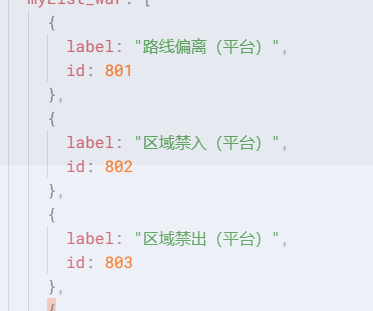 myList_war: [
{
label: "路线偏离（平台）",
id: 801
},
{
label: "区域禁入（平台）",
id: 802
},
{
label: "区域禁出（平台）",
id: 803
},
{